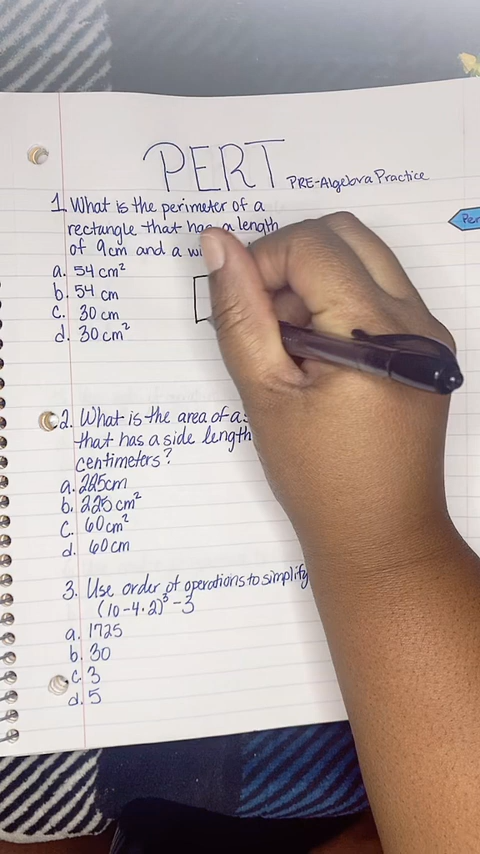 PERT
PRE-Algebra Practice
1. What is the perimeter of a
rectangle that has a length
of 9cm and a
a. 54 cm²
b. 54 cm
c. 30 cm
d. 30 cm²
Per
2. What is the area of a
that has a side length
centimeters?
a. 225cm
b. 225 cm²
c. 60 cm²
d. 60 cm
3. Use order of operations to simplify
(10-4·2)³-3
a. 1725
b. 30
c. 3
d. 5